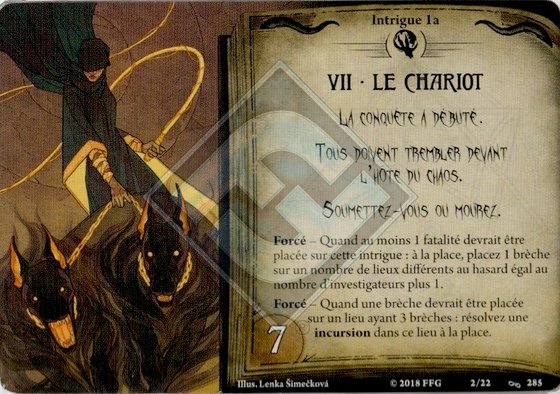 Intrigue 1a
VII · Le Chariot
La conquête a débuté.
Tous doivent trembler devant
l'hôte du chaos.
Soumettez-vous ou mourez.
Forcé – Quand au moins 1 fatalité devrait être
placée sur cette intrigue : à la place, placez 1 brèche
sur un nombre de lieux différents au hasard égal au
nombre d'investigateurs plus 1.
Forcé – Quand une brèche devrait être placée
sur un lieu ayant 3 brèches : résolvez une
incursion dans ce lieu à la place.
7
Illus. Lenka Šimečková © 2018 FFG 2/22 285